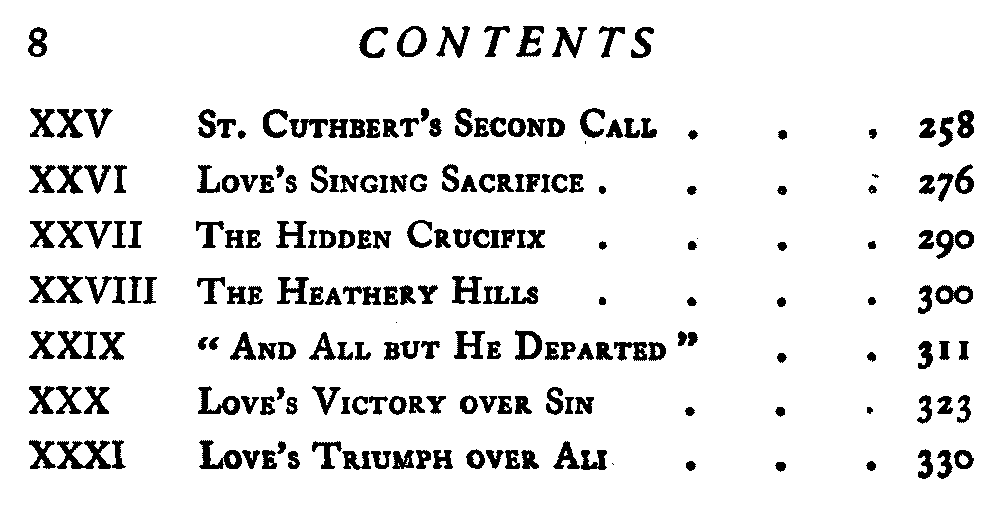 8 CONTENTS
XXV St. Cuthbert's Second Call . . . 258
XXVI Love's Singing Sacrifice . . . . 276
XXVII The Hidden Crucifix . . . . 290
XXVIII The Heathery Hills . . . . 300
XXIX “ And All but He Departed ” . . 311
XXX Love's Victory over Sin . . . 323
XXXI Love's Triumph over Ali . . . 330